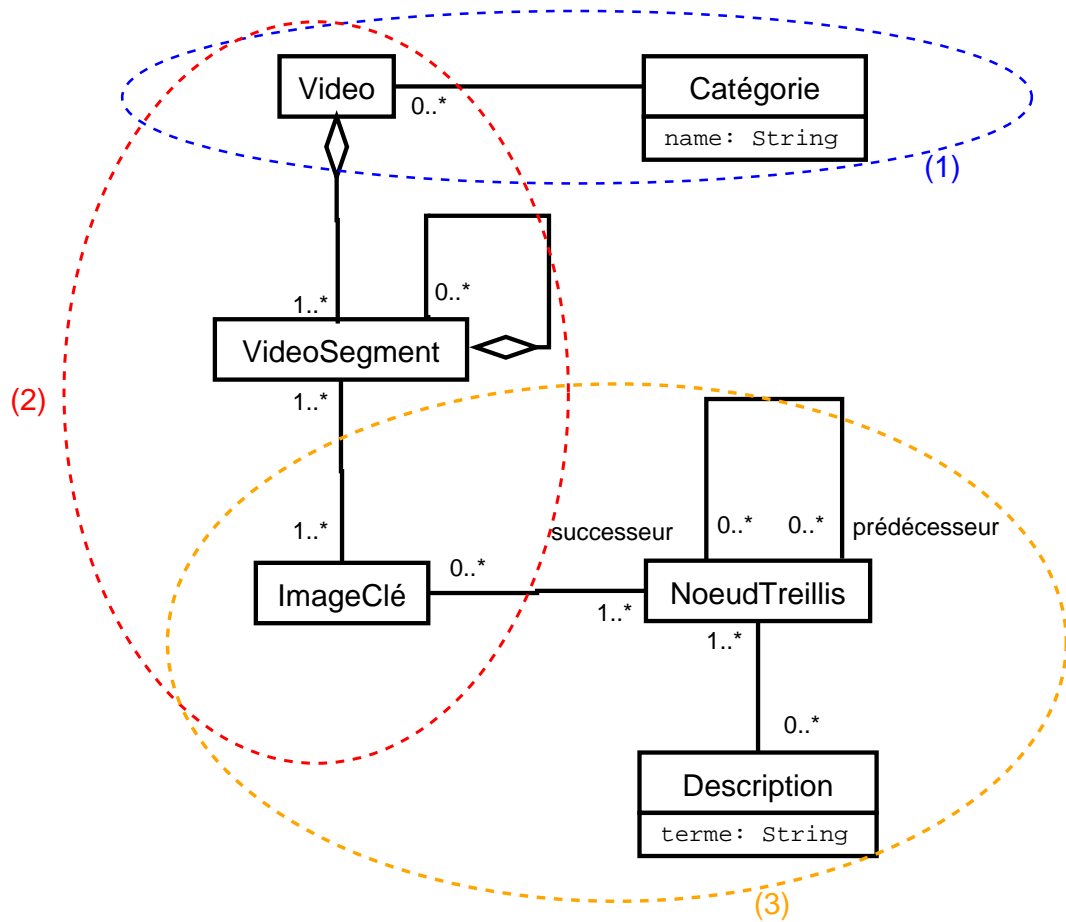 Video
Catégorie
0..*
name: String
(1)
0..*
1..*
VideoSegment
(2)
1..*
1..*
successeur
0..*
0..*
prédécesseur
0..*
ImageClé
NoeudTreillis
1..*
1..*
0..*
Description
terme: String
(3)